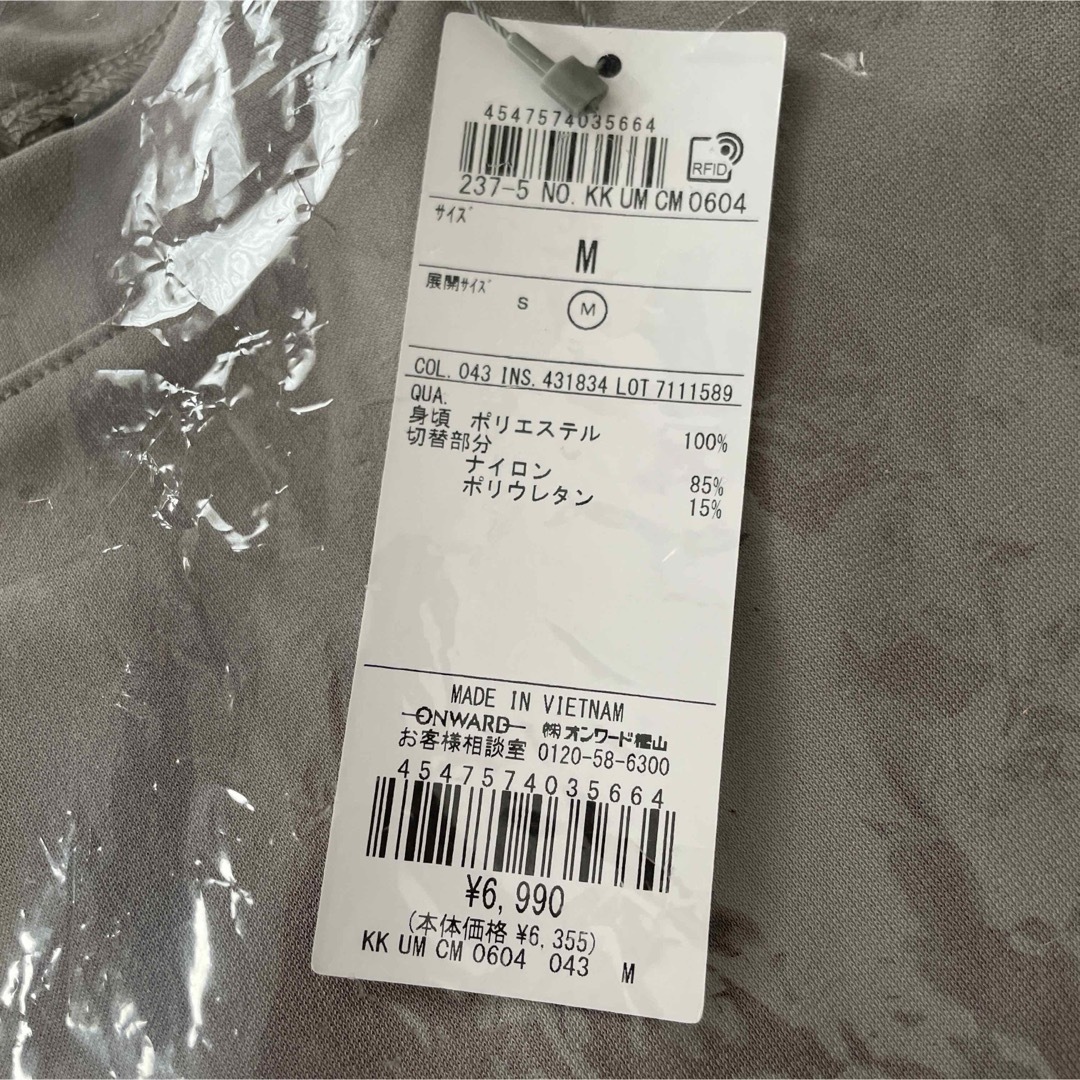 4547574035664
RFID
237-5 NO. KK UM CM 0604
サイズ
M
展開サイズ
S M
COL. 043 INS. 431834 LOT 7111589
QUA.
身頃 ポリエステル 100%
切替部分
ナイロン 85%
ポリウレタン 15%
MADE IN VIETNAM
ONWARD ㈱オンワード樫山
お客様相談室 0120-58-6300
4547574035664
¥6,990
(本体価格 ¥6,355)
KK UM CM 0604 043 M